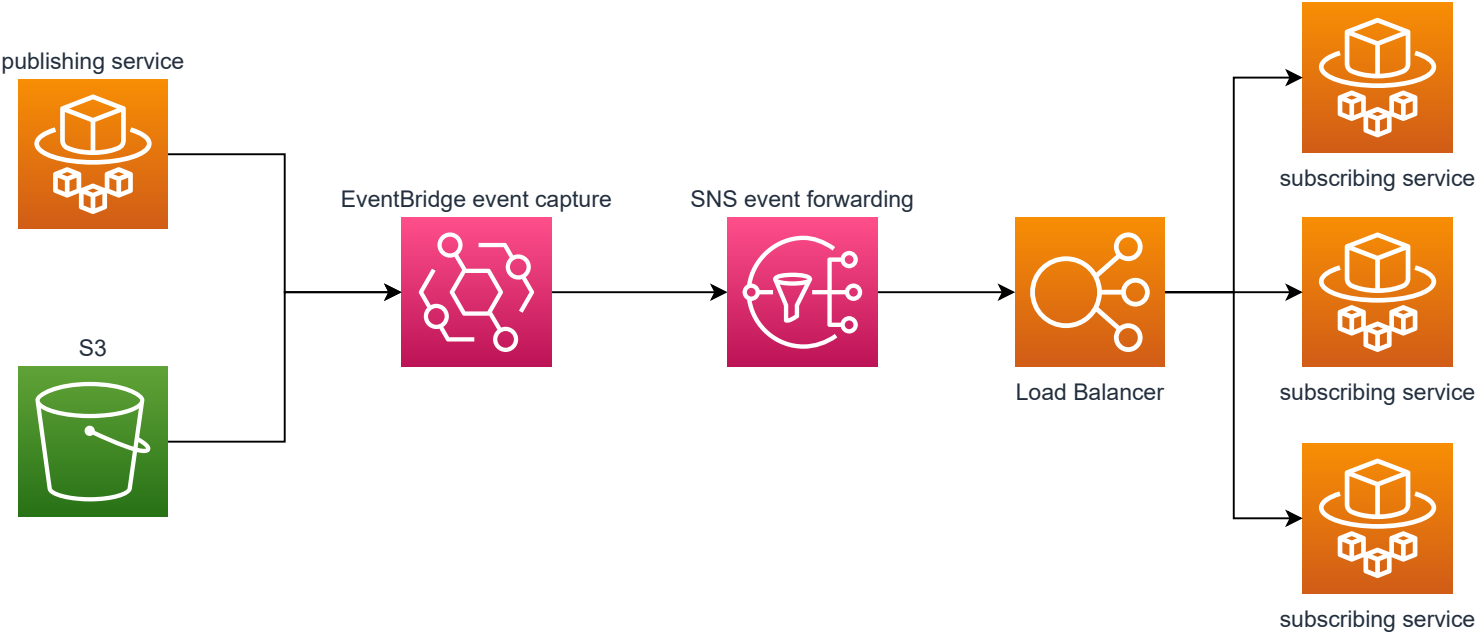 publishing service
S3
EventBridge event capture
SNS event forwarding
Load Balancer
subscribing service
subscribing service
subscribing service